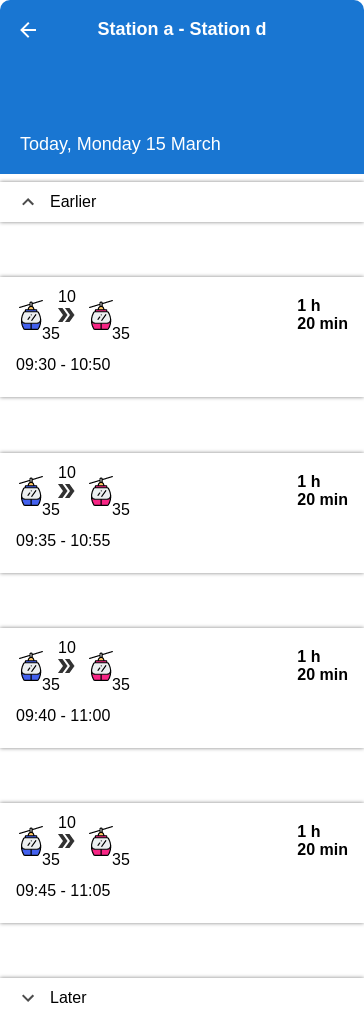 Station a - Station d
Today, Monday 15 March
Earlier
10
35
35
1 h
20 min
09:30 - 10:50
10
35
35
1 h
20 min
09:35 - 10:55
10
35
35
1 h
20 min
09:40 - 11:00
10
35
35
1 h
20 min
09:45 - 11:05
Later